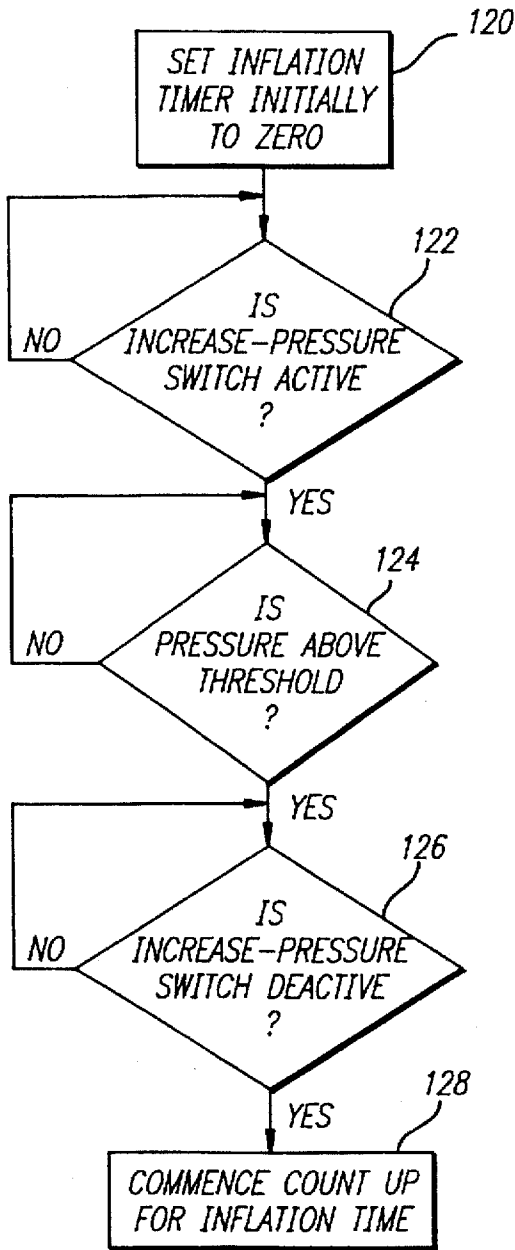 120
SET INFLATION
TIMER INITIALLY
TO ZERO
122
IS
INCREASE-PRESSURE
SWITCH ACTIVE
?
NO
YES
124
IS
PRESSURE ABOVE
THRESHOLD
?
NO
YES
126
IS
INCREASE-PRESSURE
SWITCH DEACTIVE
?
NO
YES
128
COMMENCE COUNT UP
FOR INFLATION TIME